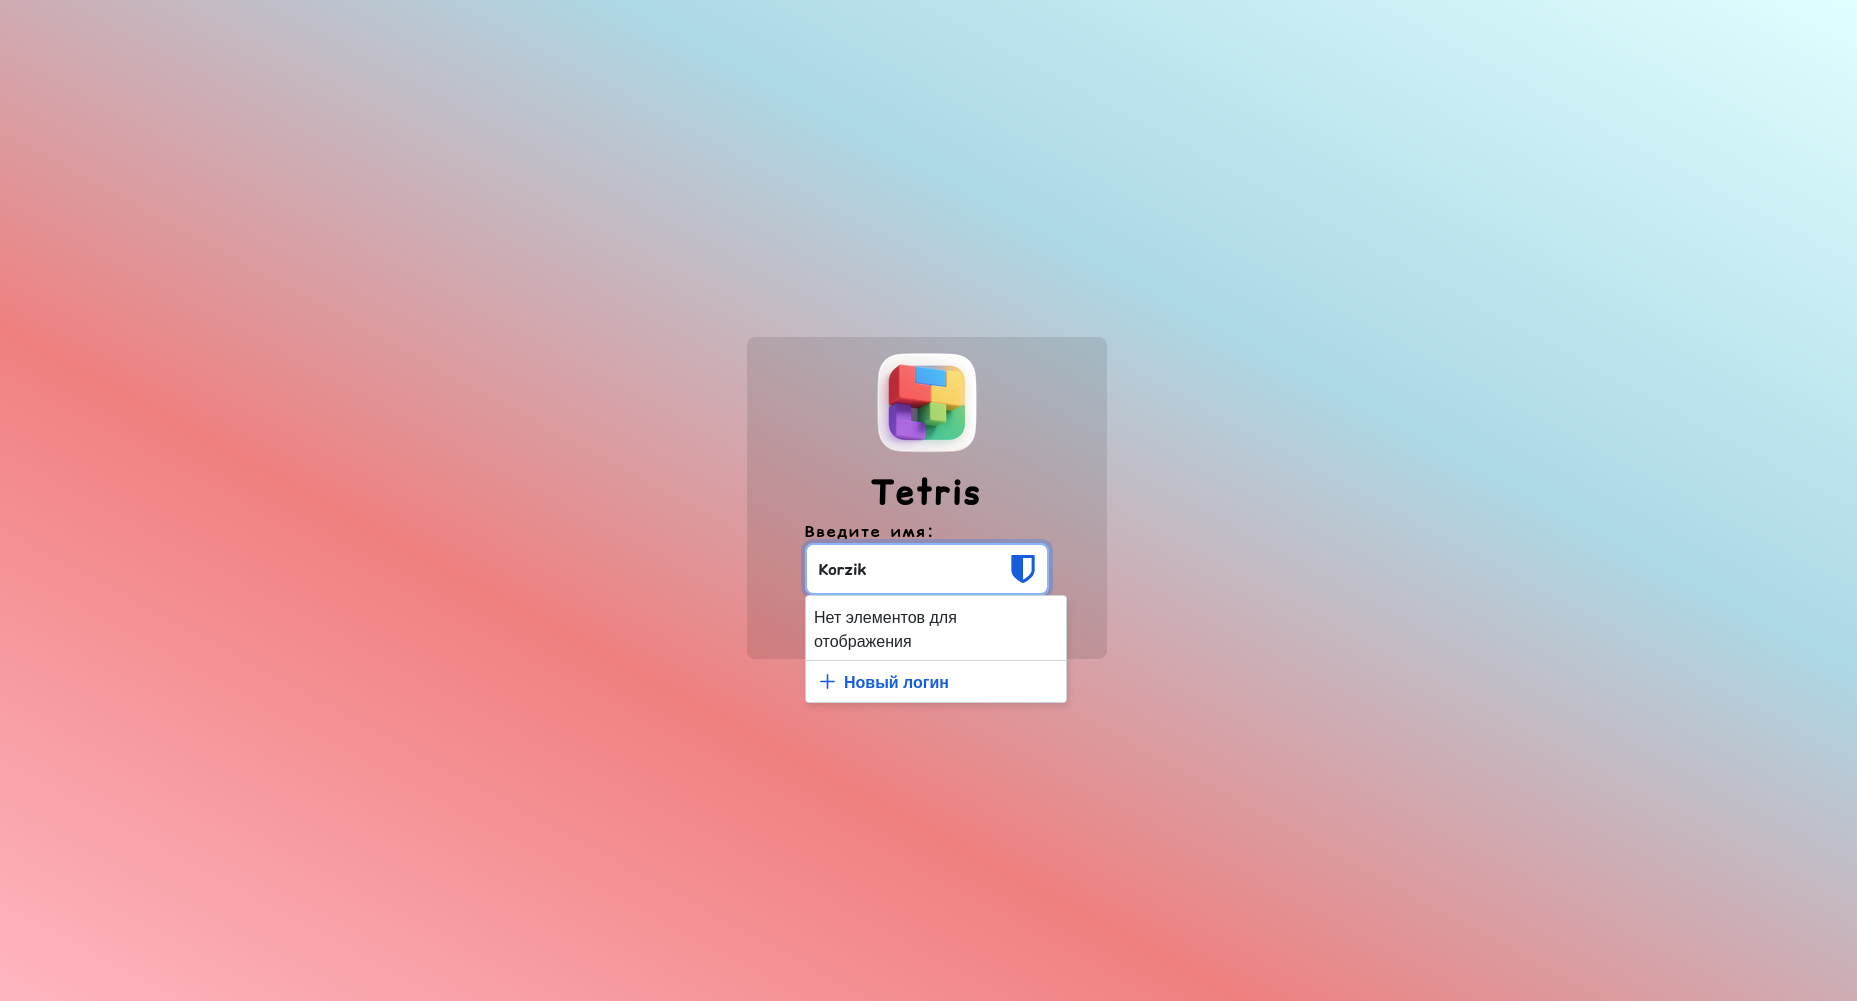 Tetris
Введите имя:
Korzik
Нет элементов для
отображения
Новый логин